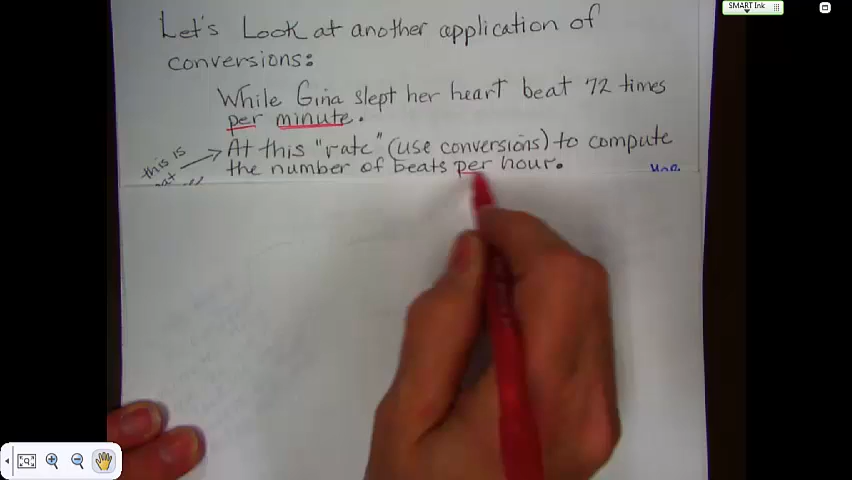 SMART Ink
Let's Look at another application of
conversions:
While Gina slept her heart beat 72 times
per minute.
At this "rate" (use conversions) to compute
the number of beats per hour.
this is